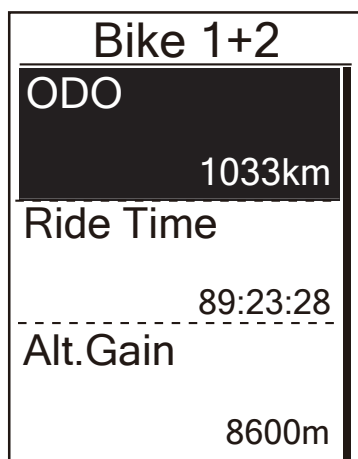 Bike 1+2
ODO
1033km
Ride Time
89:23:28
Alt.Gain
8600m